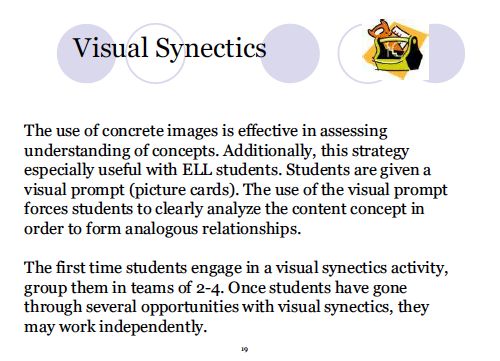 Visual Synectics
The use of concrete images is effective in assessing
understanding of concepts. Additionally, this strategy
especially useful with ELL students. Students are given a
visual prompt (picture cards). The use of the visual prompt
forces students to clearly analyze the content concept in
order to form analogous relationships.
The first time students engage in a visual synectics activity,
group them in teams of 2-4. Once students have gone
through several opportunities with visual synectics, they
may work independently.
19